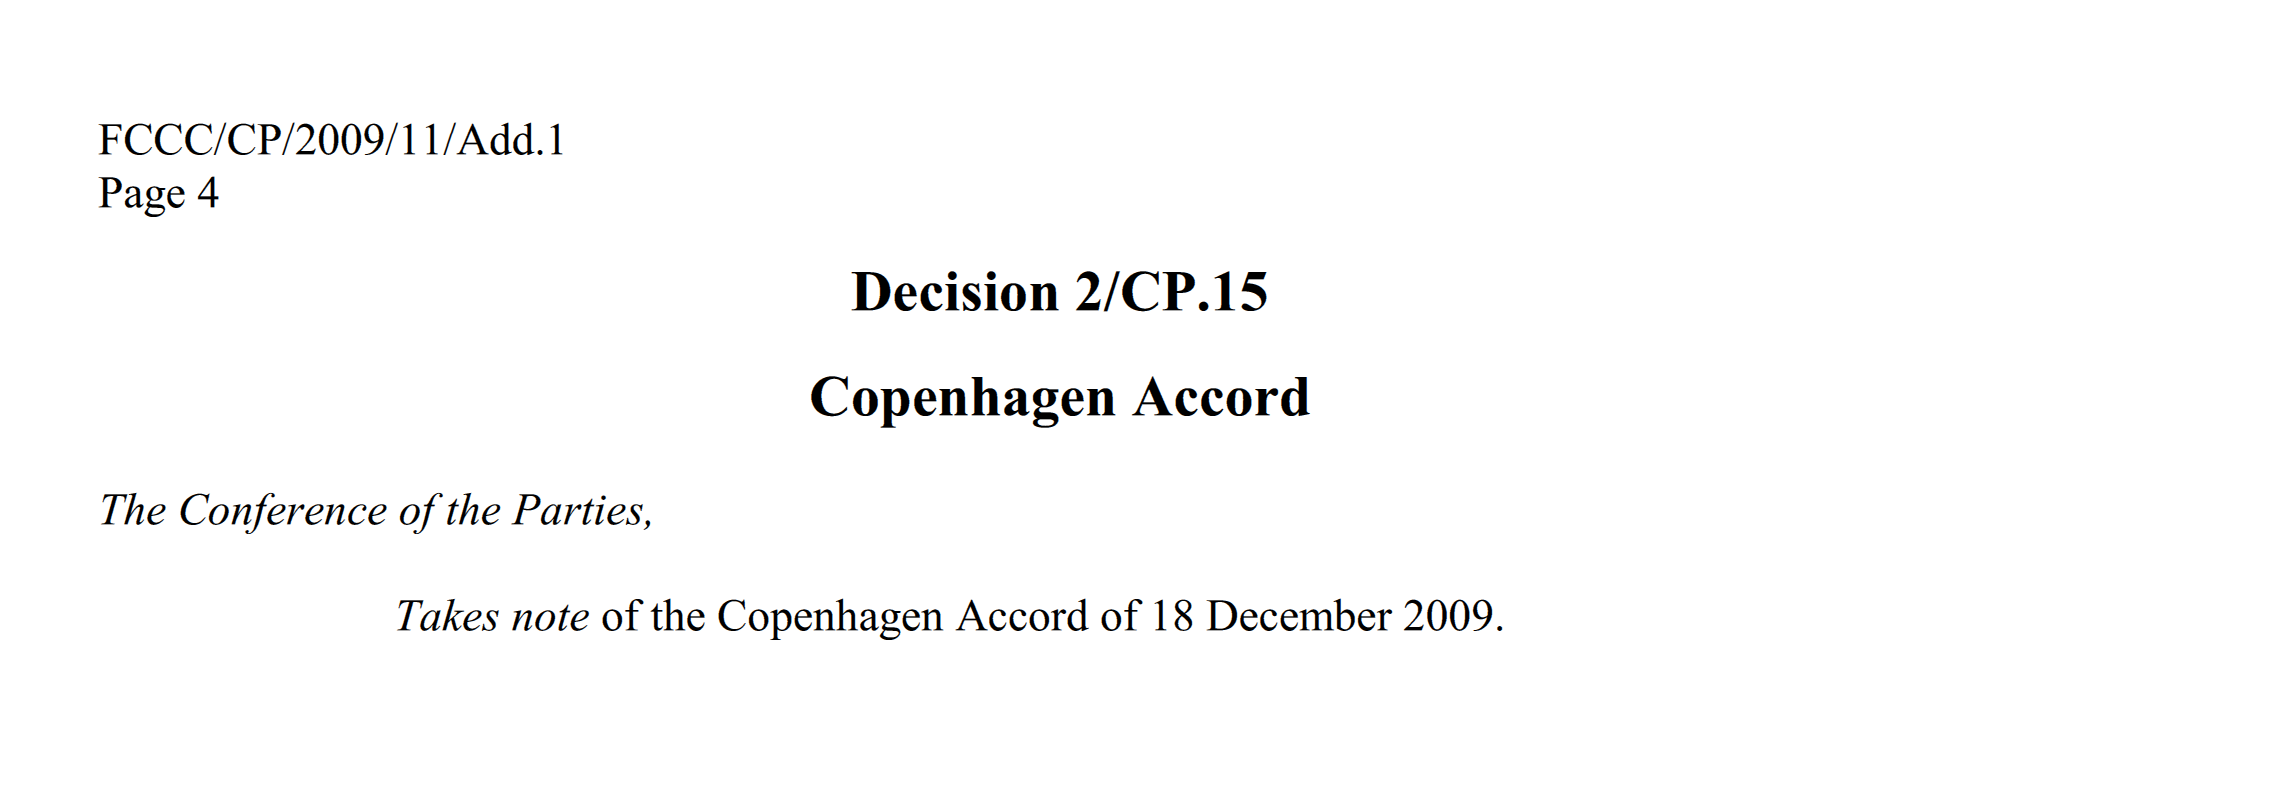 FCCC/CP/2009/11/Add.1
Page 4
Decision 2/CP.15
Copenhagen Accord
The Conference of the Parties,
Takes note of the Copenhagen Accord of 18 December 2009.